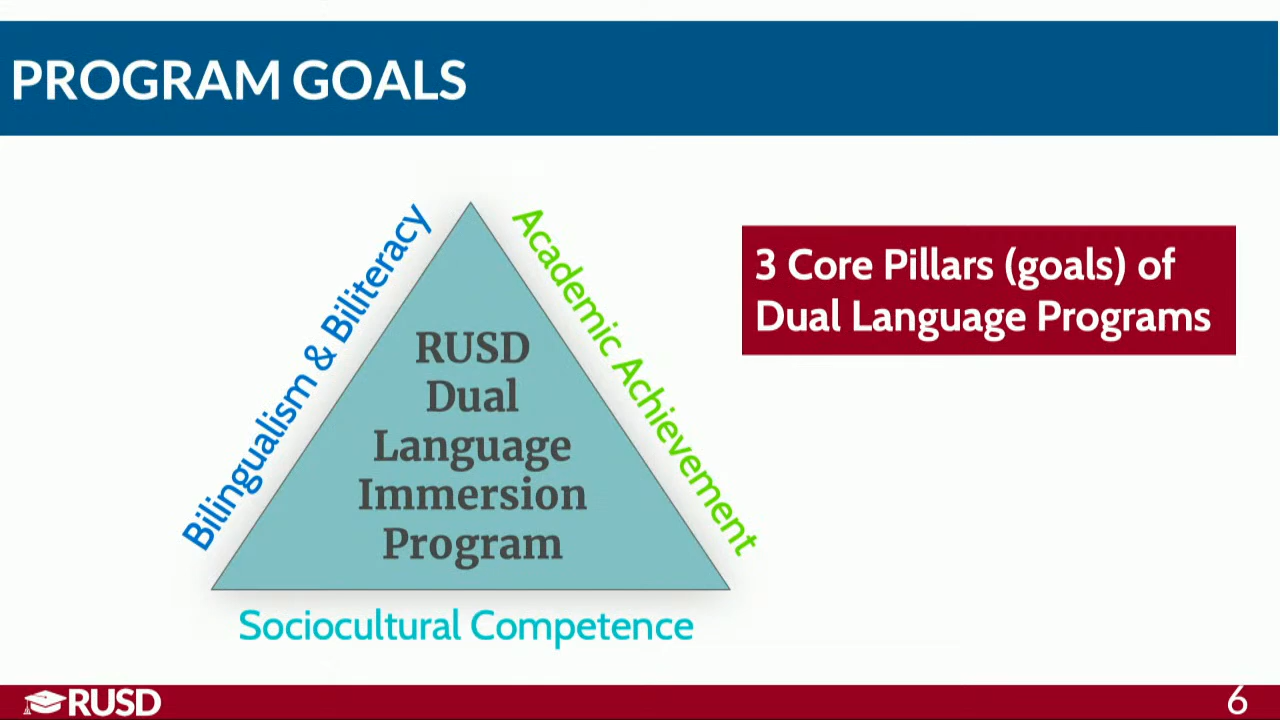 PROGRAM GOALS
Bilingualism & Biliteracy
Academic Achievement
RUSD
Dual
Language
Immersion
Program
Sociocultural Competence
3 Core Pillars (goals) of
Dual Language Programs
RUSD
6